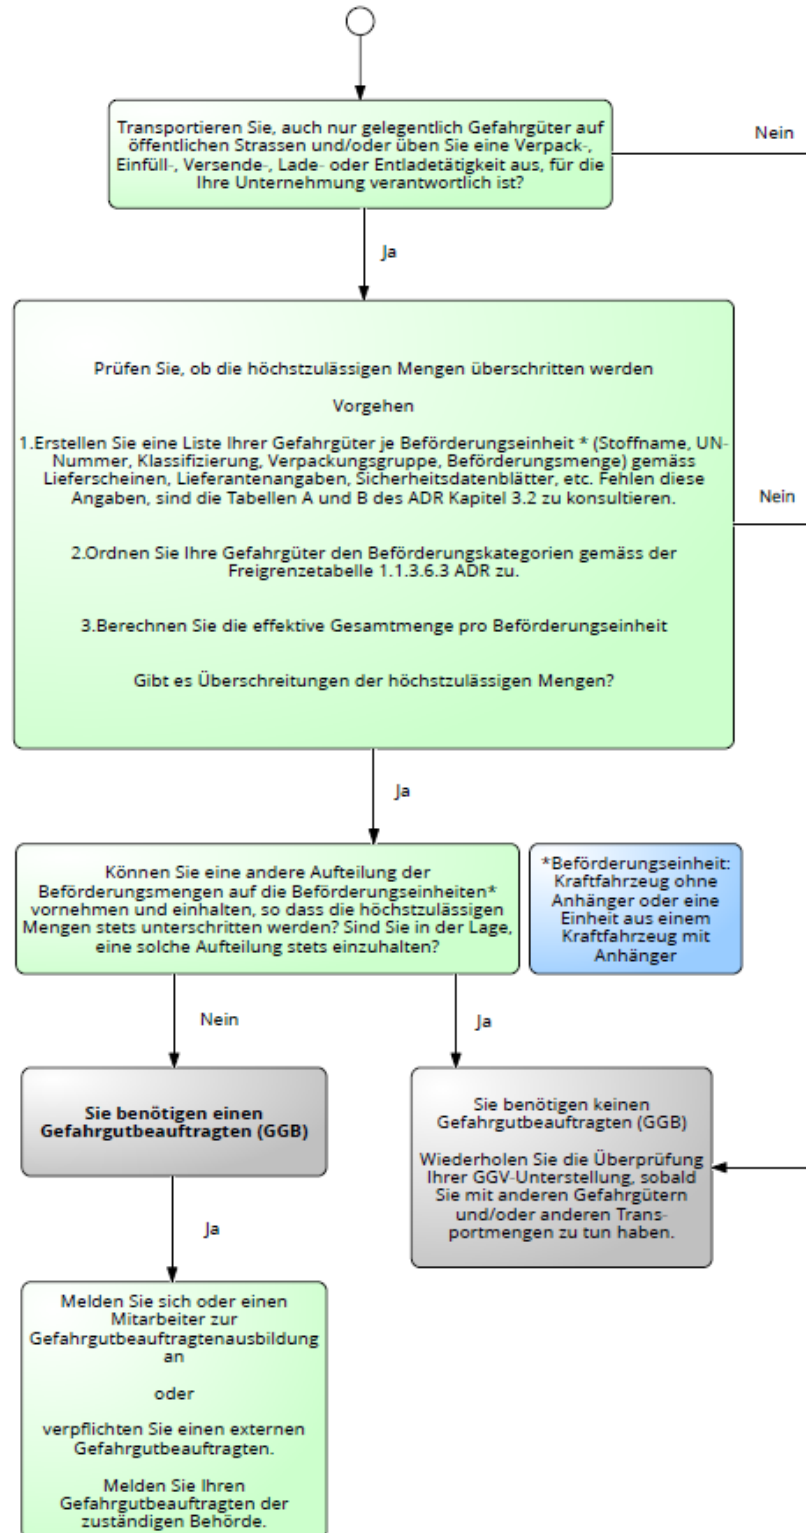 Transportieren Sie, auch nur gelegentlich Gefahrgüter auf
öffentlichen Strassen und/oder üben Sie eine Verpack-,
Einfüll-, Versende-, Lade- oder Entladetätigkeit aus, für die
Ihre Unternehmung verantwortlich ist?
Nein
Ja
Prüfen Sie, ob die höchstzulässigen Mengen überschritten werden
Vorgehen
1.Erstellen Sie eine Liste Ihrer Gefahrgüter je Beförderungseinheit * (Stoffname, UN-
Nummer, Klassifizierung, Verpackungsgruppe, Beförderungsmenge) gemäss
Lieferscheinen, Lieferantenangaben, Sicherheitsdatenblätter, etc. Fehlen diese
Angaben, sind die Tabellen A und B des ADR Kapitel 3.2 zu konsultieren.
2.Ordnen Sie Ihre Gefahrgüter den Beförderungskategorien gemäss der
Freigrenzetabelle 1.1.3.6.3 ADR zu.
3.Berechnen Sie die effektive Gesamtmenge pro Beförderungseinheit
Gibt es Überschreitungen der höchstzulässigen Mengen?
Nein
Ja
Können Sie eine andere Aufteilung der
Beförderungsmengen auf die Beförderungseinheiten*
vornehmen und einhalten, so dass die höchstzulässigen
Mengen stets unterschritten werden? Sind Sie in der Lage,
eine solche Aufteilung stets einzuhalten?
*Beförderungseinheit:
Kraftfahrzeug ohne
Anhänger oder eine
Einheit aus einem
Kraftfahrzeug mit
Anhänger
Nein
Ja
Sie benötigen einen
Gefahrgutbeauftragten (GGB)
Sie benötigen keinen
Gefahrgutbeauftragten (GGB)
Wiederholen Sie die Überprüfung
Ihrer GGV-Unterstellung, sobald
Sie mit anderen Gefahrgütern
und/oder anderen Trans-
portmengen zu tun haben.
Ja
Melden Sie sich oder einen
Mitarbeiter zur
Gefahrgutbeauftragtenausbildung
an
oder
verpflichten Sie einen externen
Gefahrgutbeauftragten.
Melden Sie Ihren
Gefahrgutbeauftragten der
zuständigen Behörde.